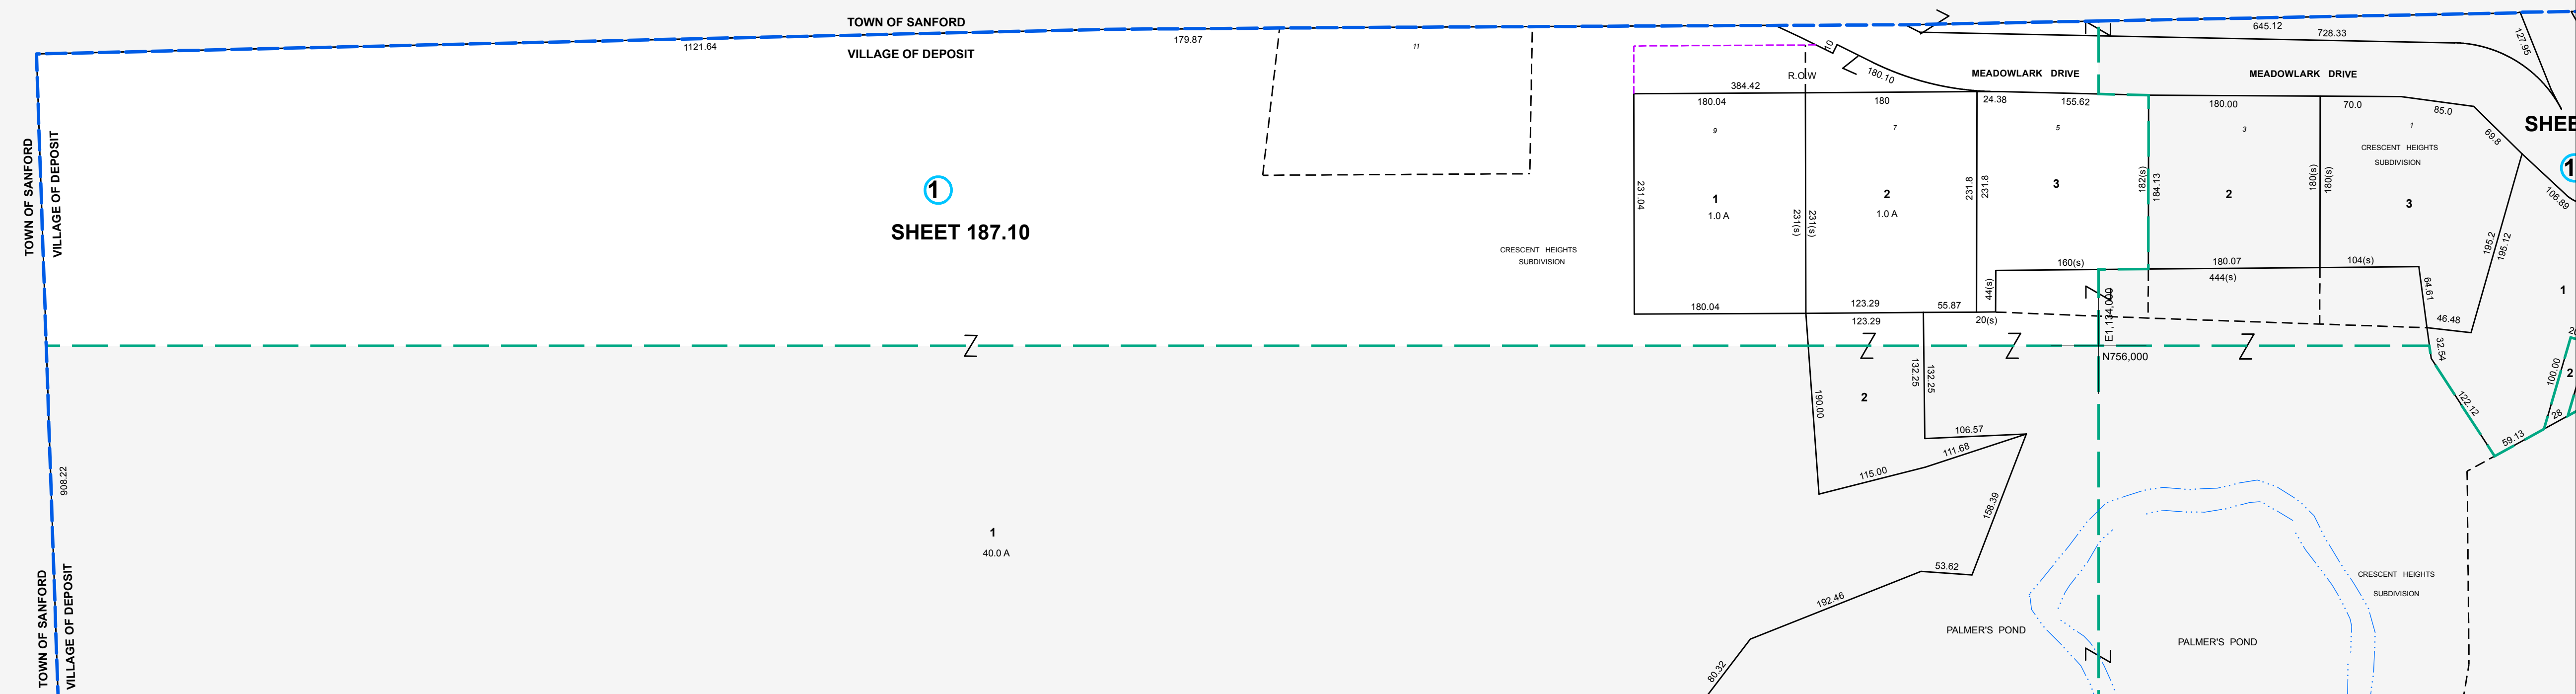 TOWN OF SANFORD
1121.64
VILLAGE OF DEPOSIT
179.87
11
645.12
728.33
127.95
10
180.10
R.O.W
MEADOWLARK DRIVE
MEADOWLARK DRIVE
384.42
180.04
180
24.38
155.62
180.00
70.0
85.0
69.8
SHEE
9
7
5
3
1
CRESCENT HEIGHTS
SUBDIVISION
TOWN OF SANFORD
VILLAGE OF DEPOSIT
1
SHEET 187.10
231.04
1
1.0 A
231(s)
231(s)
2
1.0 A
231.8
231.8
3
182(s)
184.13
2
180(s)
180(s)
3
1
106.89
195.2
195.12
CRESCENT HEIGHTS
SUBDIVISION
160(s)
180.07
104(s)
444(s)
44(s)
E1,134,000
64.61
1
180.04
123.29
55.87
123.29
20(s)
46.48
N756,000
32.54
132.25
132.25
190.00
2
100.00
2
122.12
28
59.13
106.57
111.68
115.00
908.22
158.39
1
40.0 A
53.62
192.46
80.32
CRESCENT HEIGHTS
SUBDIVISION
PALMER'S POND
PALMER'S POND
TOWN OF SANFORD
VILLAGE OF DEPOSIT